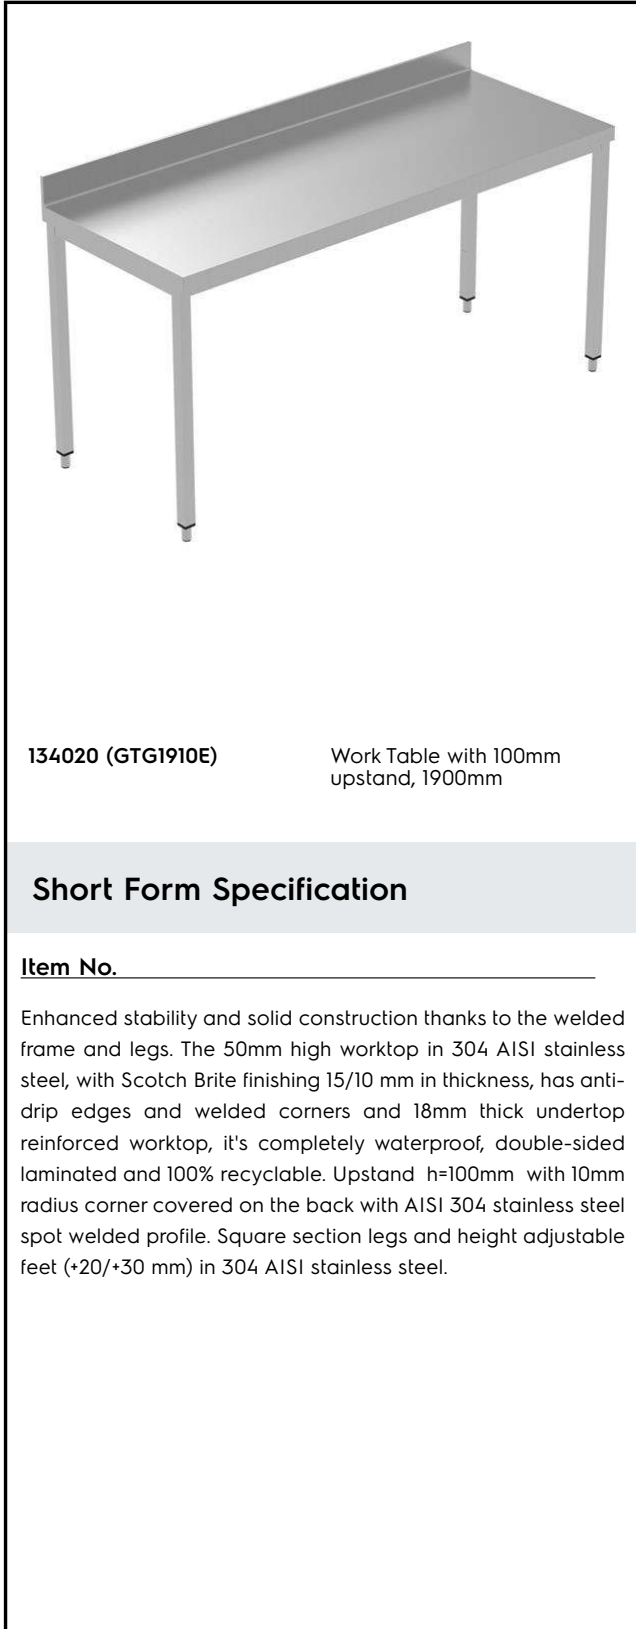 134020 (GTG1910E)
Work Table with 100mm
upstand, 1900mm
Short Form Specification
Item No.
Enhanced stability and solid construction thanks to the welded
frame and legs. The 50mm high worktop in 304 AISI stainless
steel, with Scotch Brite finishing 15/10 mm in thickness, has anti-
drip edges and welded corners and 18mm thick undertop
reinforced worktop, it's completely waterproof, double-sided
laminated and 100% recyclable. Upstand h=100mm with 10mm
radius corner covered on the back with AISI 304 stainless steel
spot welded profile. Square section legs and height adjustable
feet (+20/+30 mm) in 304 AISI stainless steel.